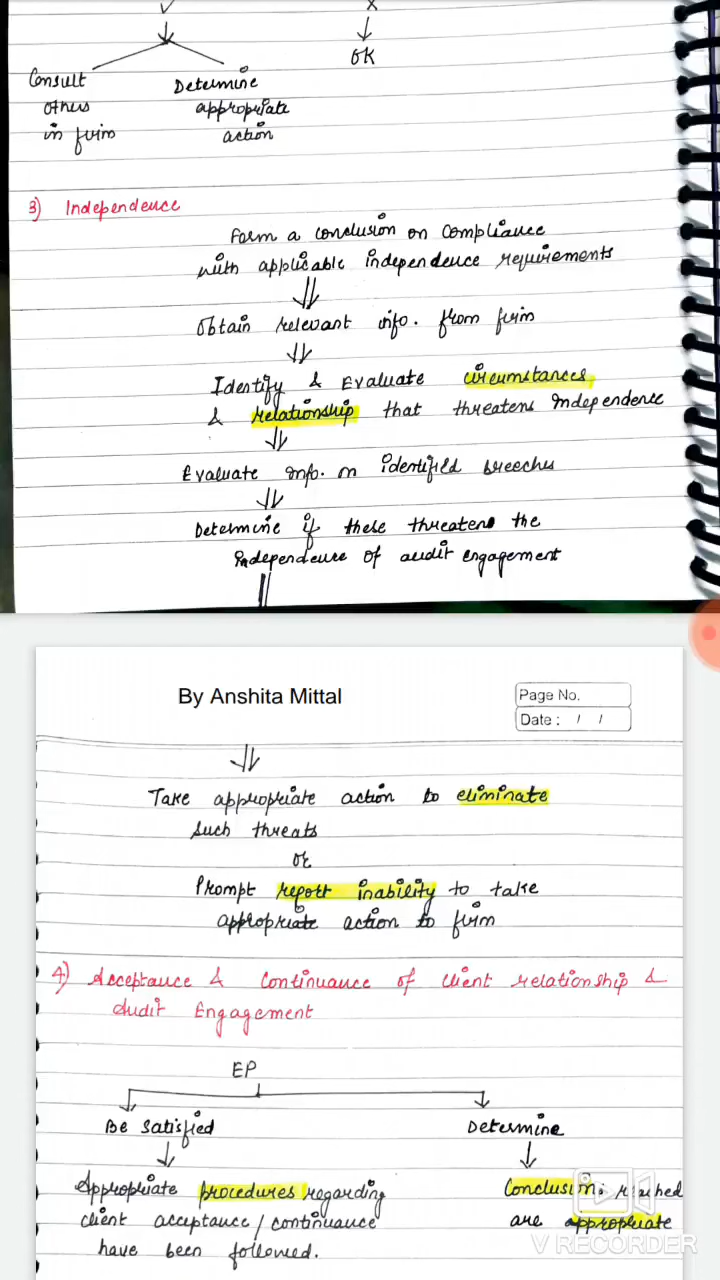 ✓ X
OK
Consult Determine
others appropriate
in firm action
3) Independence
Form a conclusion on compliance
with applicable independence requirements
Obtain relevant info. from firm
Identify & Evaluate circumstances
& relationship that threatens independence
Evaluate info. on identified breeches
Determine if these threatens the
independence of audit engagement
By Anshita Mittal
Page No.
Date : / /
Take appropriate action to eliminate
such threats
or
Prompt report inability to take
appropriate action to firm
4) Acceptance & Continuance of Client relationship &
Audit Engagement
EP
Be satisfied Determine
Appropriate procedures regarding Conclusions reached
client acceptance/continuance are appropriate
have been followed.
V RECORDER